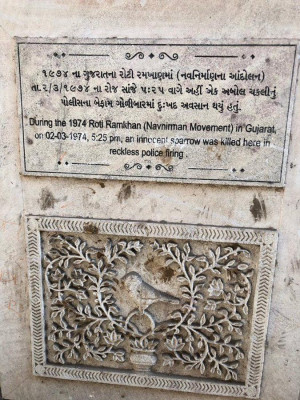 ૧૯૭૪ ના ગુજરાતના રોટી રમખાણમાં (નવનિર્માણના આંદોલન)
તા.૨/૩/૧૯૭૪ ના રોજ સાંજે ૫:૨૫ વાગે અહીં એક અબોલ ચકલીનું
પોલીસના બેફામ ગોળીબારમાં દુઃખદ અવસાન થયું હતું.
During the 1974 Roti Ramkhan (Navnirman Movement) in Gujarat,
on 02-03-1974, 5:25 pm, an innocent sparrow was killed here in
reckless police firing.